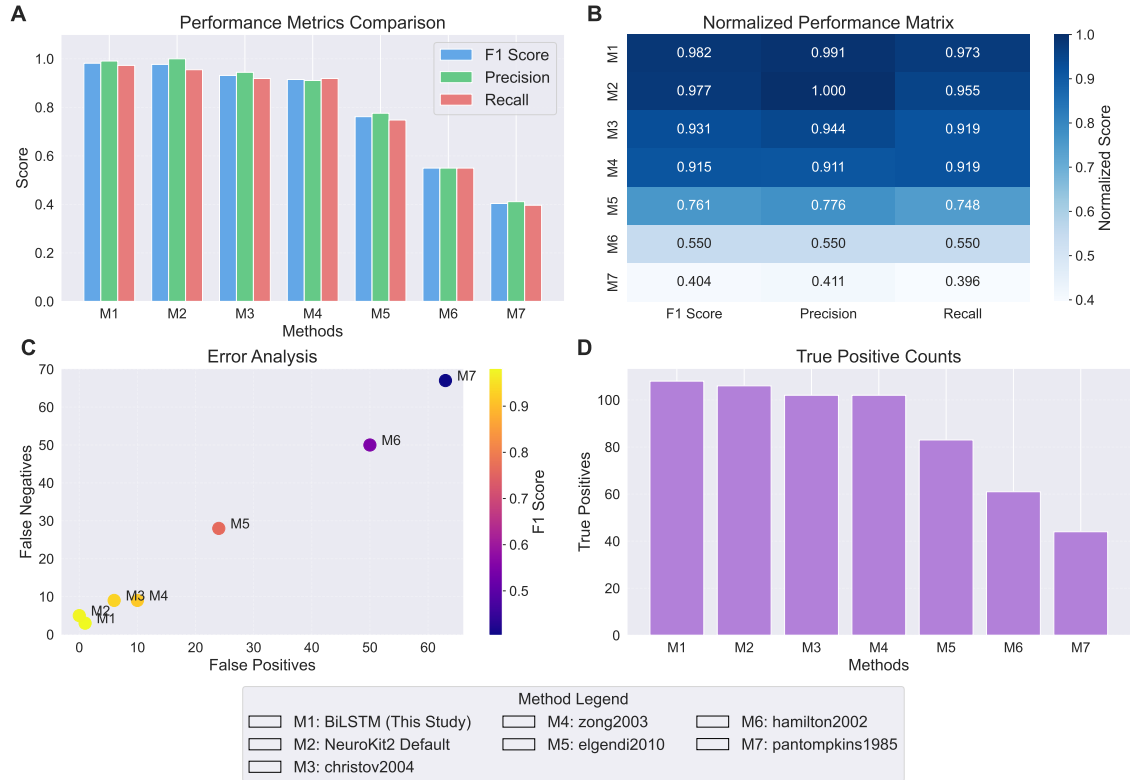 A
Performance Metrics Comparison
1.0
0.8
0.6
0.4
0.2
0.0
Score
F1 Score
Precision
Recall
M1 M2 M3 M4 M5 M6 M7
Methods
B
Normalized Performance Matrix
M1 0.982 0.991 0.973
M2 0.977 1.000 0.955
M3 0.931 0.944 0.919
M4 0.915 0.911 0.919
M5 0.761 0.776 0.748
M6 0.550 0.550 0.550
M7 0.404 0.411 0.396
F1 Score Precision Recall
1.0
0.9
0.8
0.7
0.6
0.5
0.4
Normalized Score
C
Error Analysis
70
60
50
40
30
20
10
0
False Negatives
M7
M6
M5
M3 M4
M2
M1
0 10 20 30 40 50 60
False Positives
0.9
0.8
0.7
0.6
0.5
F1 Score
D
True Positive Counts
100
80
60
40
20
0
True Positives
M1 M2 M3 M4 M5 M6 M7
Methods
Method Legend
M1: BiLSTM (This Study) M4: zong2003 M6: hamilton2002
M2: NeuroKit2 Default M5: elgendi2010 M7: pantompkins1985
M3: christov2004